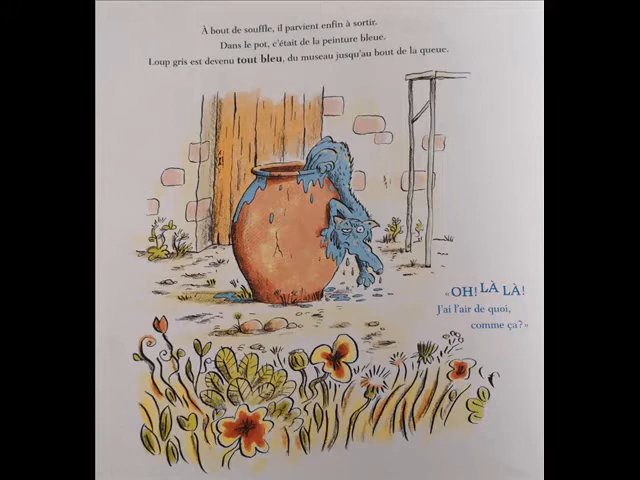 À bout de souffle, il parvient enfin à sortir.
Dans le pot, c'était de la peinture bleue.
Loup gris est devenu tout bleu, du museau jusqu'au bout de la queue.
« OH! LÀ LÀ!
J'ai l'air de quoi,
comme ça? »